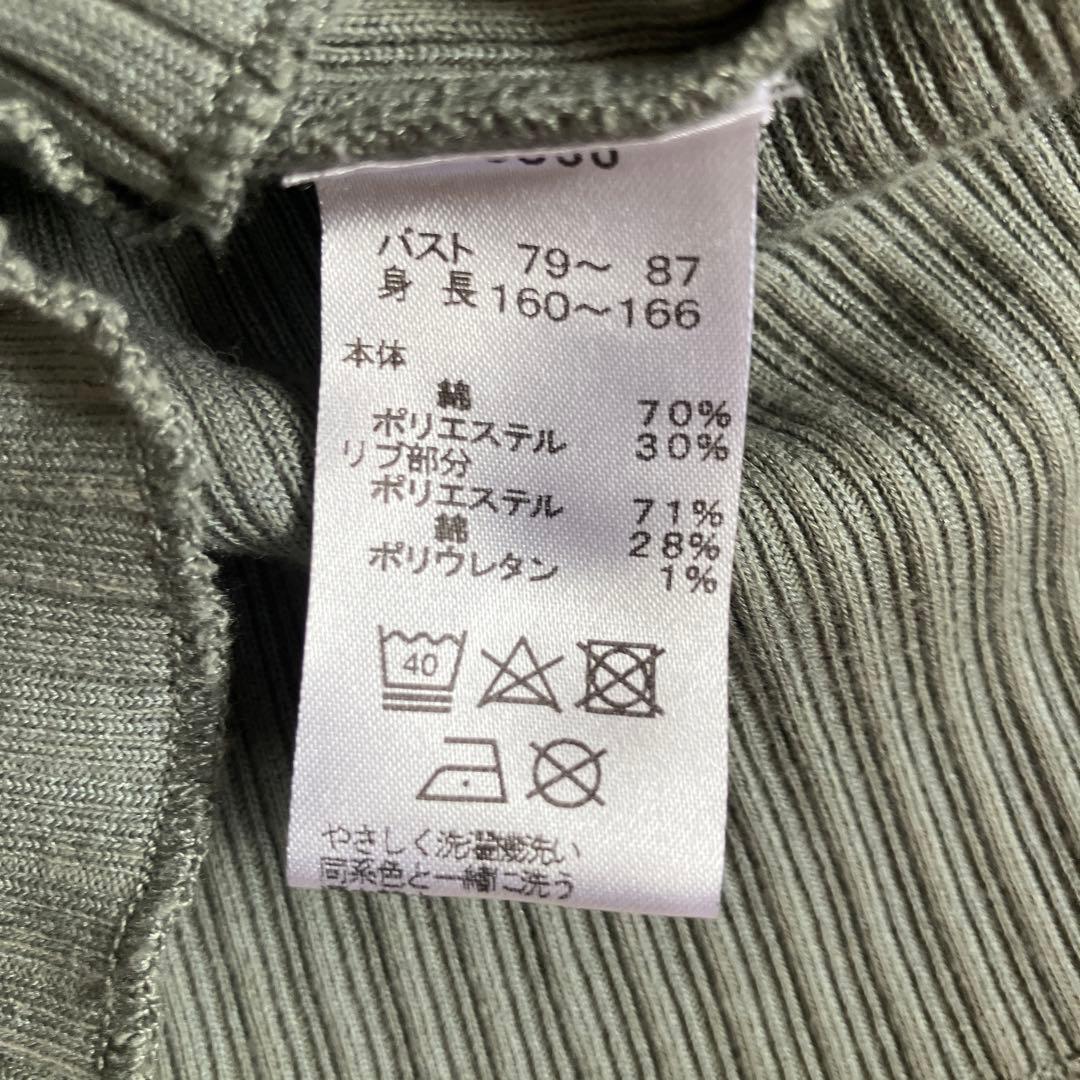 バスト 79～ 87
身 長 160～166
本体
綿 70%
ポリエステル 30%
リブ部分
ポリエステル 71%
綿 28%
ポリウレタン 1%
40
やさしく洗濯機洗い
同系色と一緒に洗う